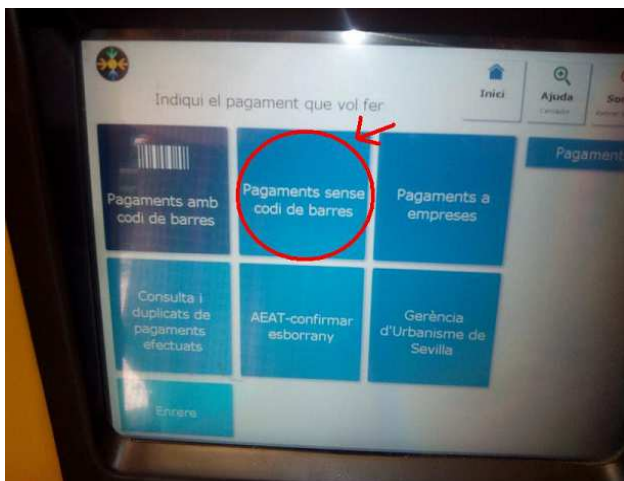 Indiqui el pagament que vol fer
Inici
Ajuda
Pagaments amb
codi de barres
Pagaments sense
codi de barres
Pagaments a
empreses
Consulta i
duplicats de
pagaments
efectuats
AEAT-confirmar
esborrany
Gerència
d'Urbanisme de
Sevilla
Enrere